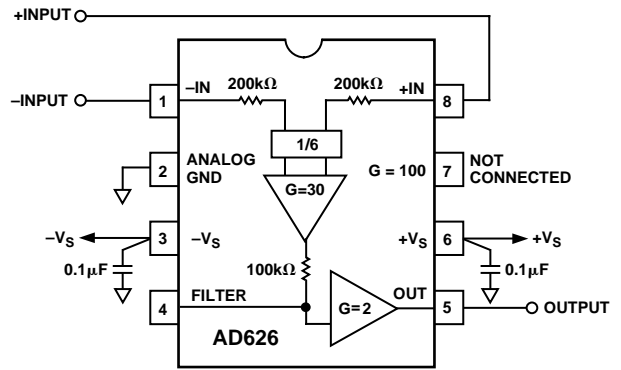 +INPUT
200kΩ 200kΩ
–IN +IN
–INPUT 1 8
1/6
ANALOG
GND
2 G = 100 7 NOT
CONNECTED
G=30
–VS 3 –VS +VS 6 +VS
0.1μF 100kΩ 0.1μF
FILTER OUT
4 G=2 5 OUTPUT
AD626